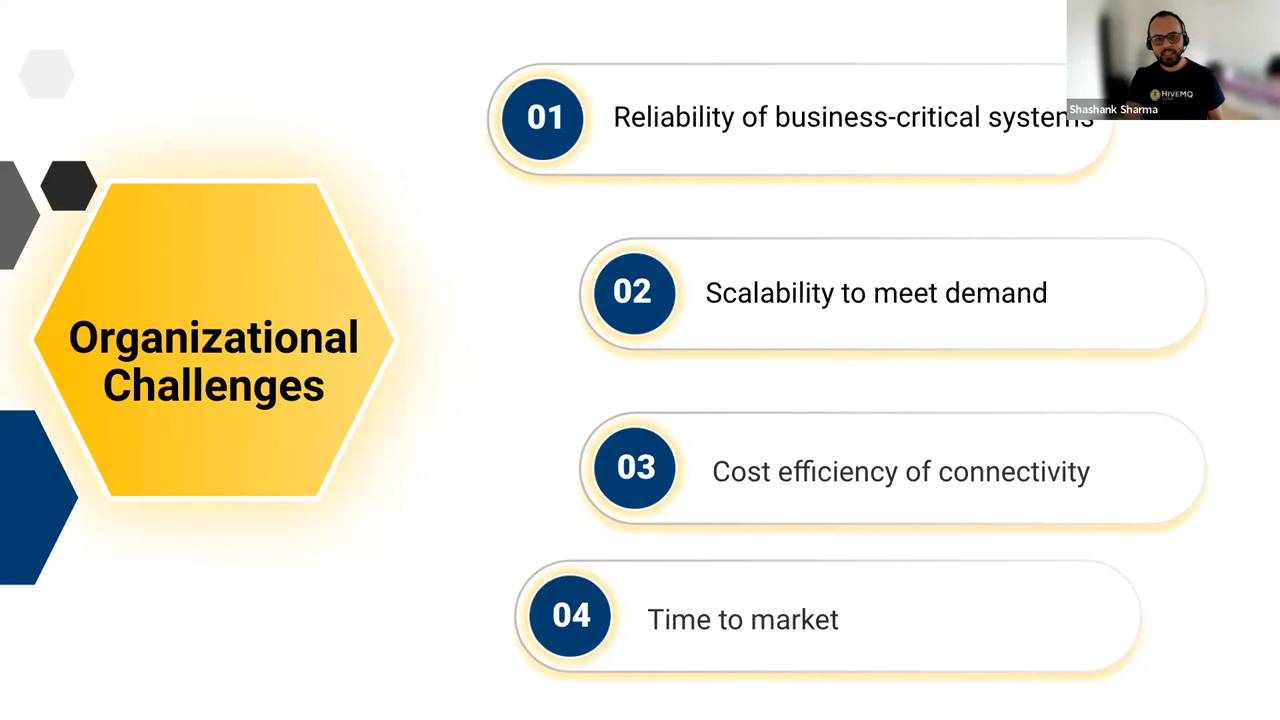 Organizational
Challenges
01
Reliability of business-critical systems
02
Scalability to meet demand
03
Cost efficiency of connectivity
04
Time to market
HIVEMQ
Shashank Sharma